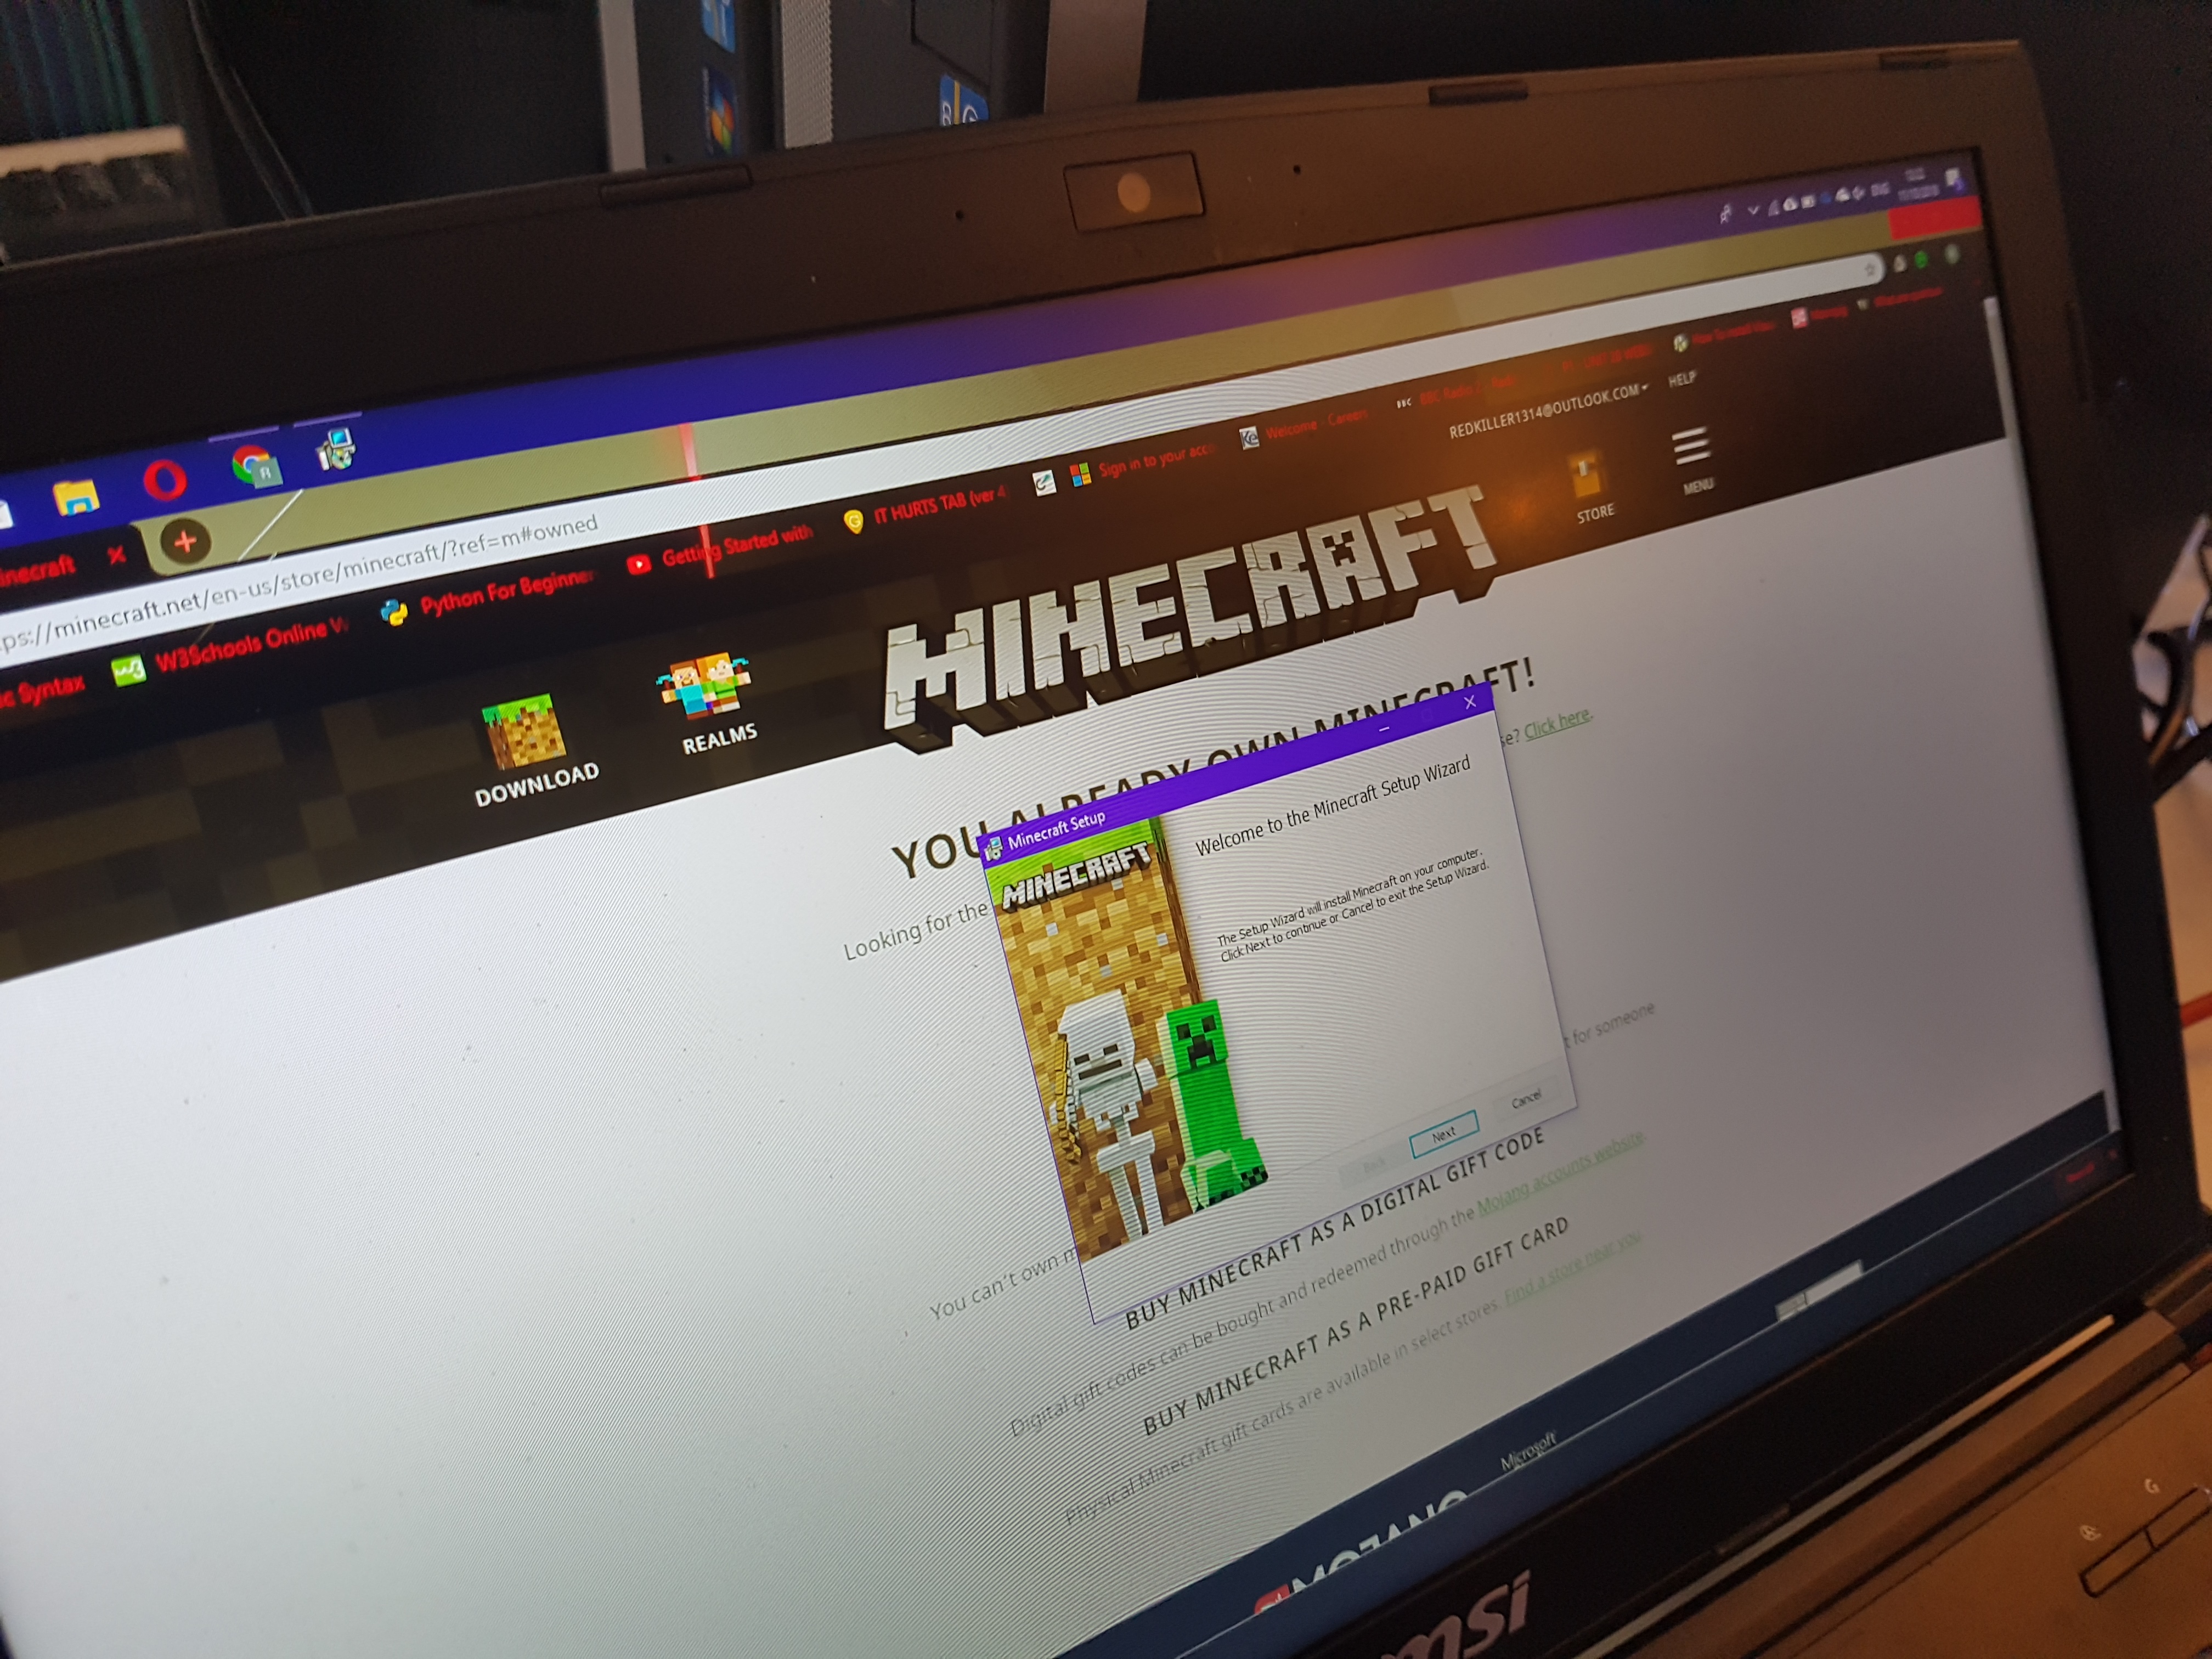 inecraft
ps://minecraft.net/en-us/store/minecraft/?ref=m#owned
ic Syntax
W3Schools Online W
Python For Beginner
Getting Started with
IT HURTS TAB (ver 4
Sign in to your acc
Welcome Careers
BBC
BBC Radio
REDKILLER1314@OUTLOOK.COM
HELP
DOWNLOAD
REALMS
MINECRAFT
STORE
MENU
YOU ALREADY OWN MINECRAFT!
Looking for the
se? Click here.
Minecraft Setup
MINECRAFT
Welcome to the Minecraft Setup Wizard
The Setup Wizard will install Minecraft on your computer.
Click Next to continue or Cancel to exit the Setup Wizard.
Back
Next
Cancel
You can't own m
t for someone
BUY MINECRAFT AS A DIGITAL GIFT CODE
Digital gift codes can be bought and redeemed through the Mojang accounts website
BUY MINECRAFT AS A PRE-PAID GIFT CARD
Physical Minecraft gift cards are available in select stores. Find a store near you.
MOJANG
Microsoft
msi
G